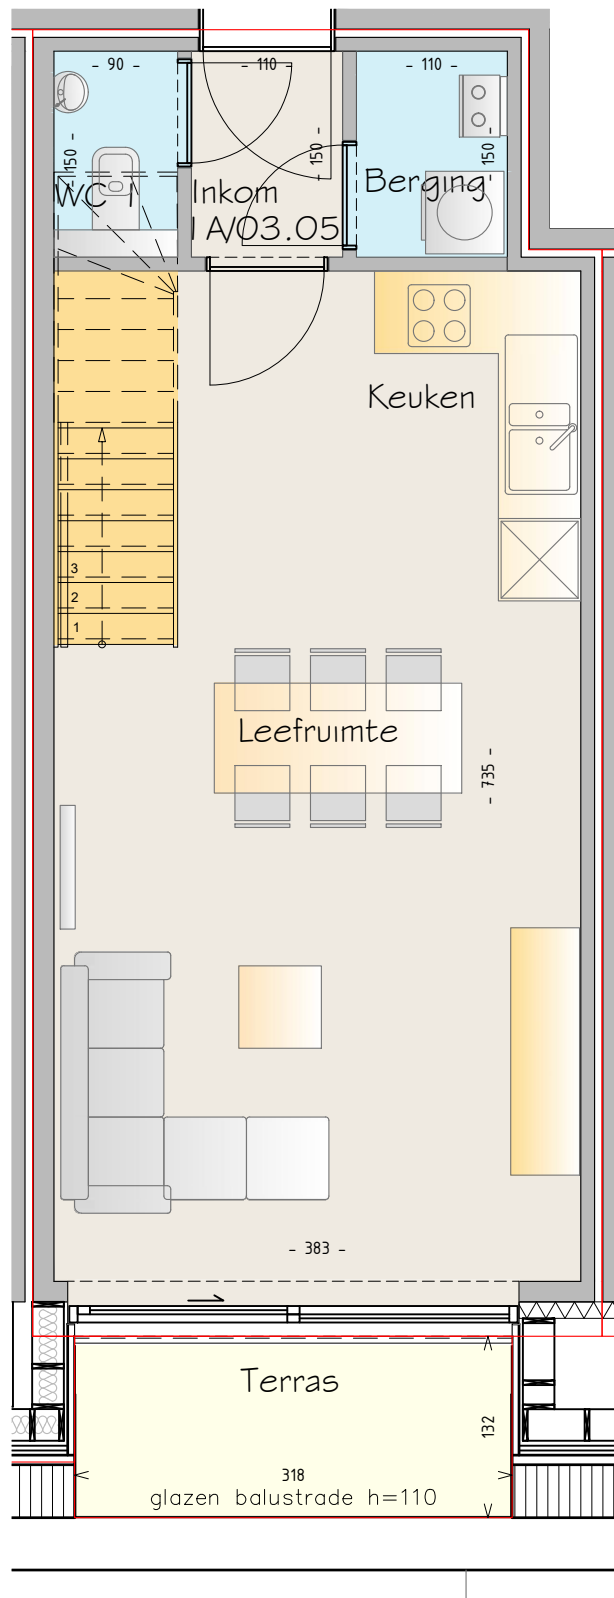 - 90 -
- 110 -
- 110 -
- 150 -
- 150 -
- 150 -
WC 1
Inkom
1 A/03.05
Berging
Keuken
3
2
1
Leefruimte
- 735 -
- 383 -
Terras
132
318
glazen balustrade h=110